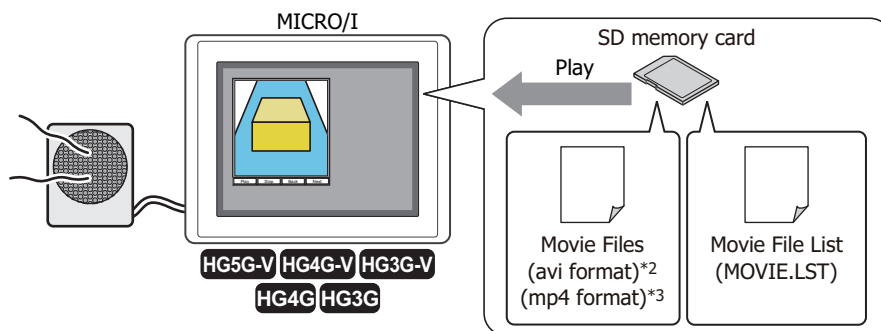 MICRO/I
SD memory card
Play
Play Stop Back Next
HG5G-V HG4G-V HG3G-V
HG4G HG3G
Movie Files
(avi format)*2
(mp4 format)*3
Movie File List
(MOVIE.LST)